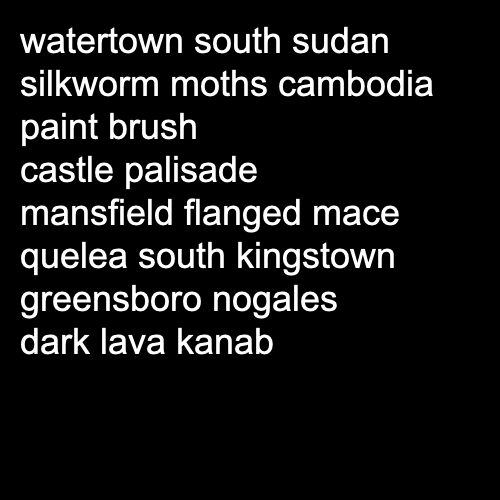 watertown south sudan
silkworm moths cambodia
paint brush
castle palisade
mansfield flanged mace
quelea south kingstown
greensboro nogales
dark lava kanab